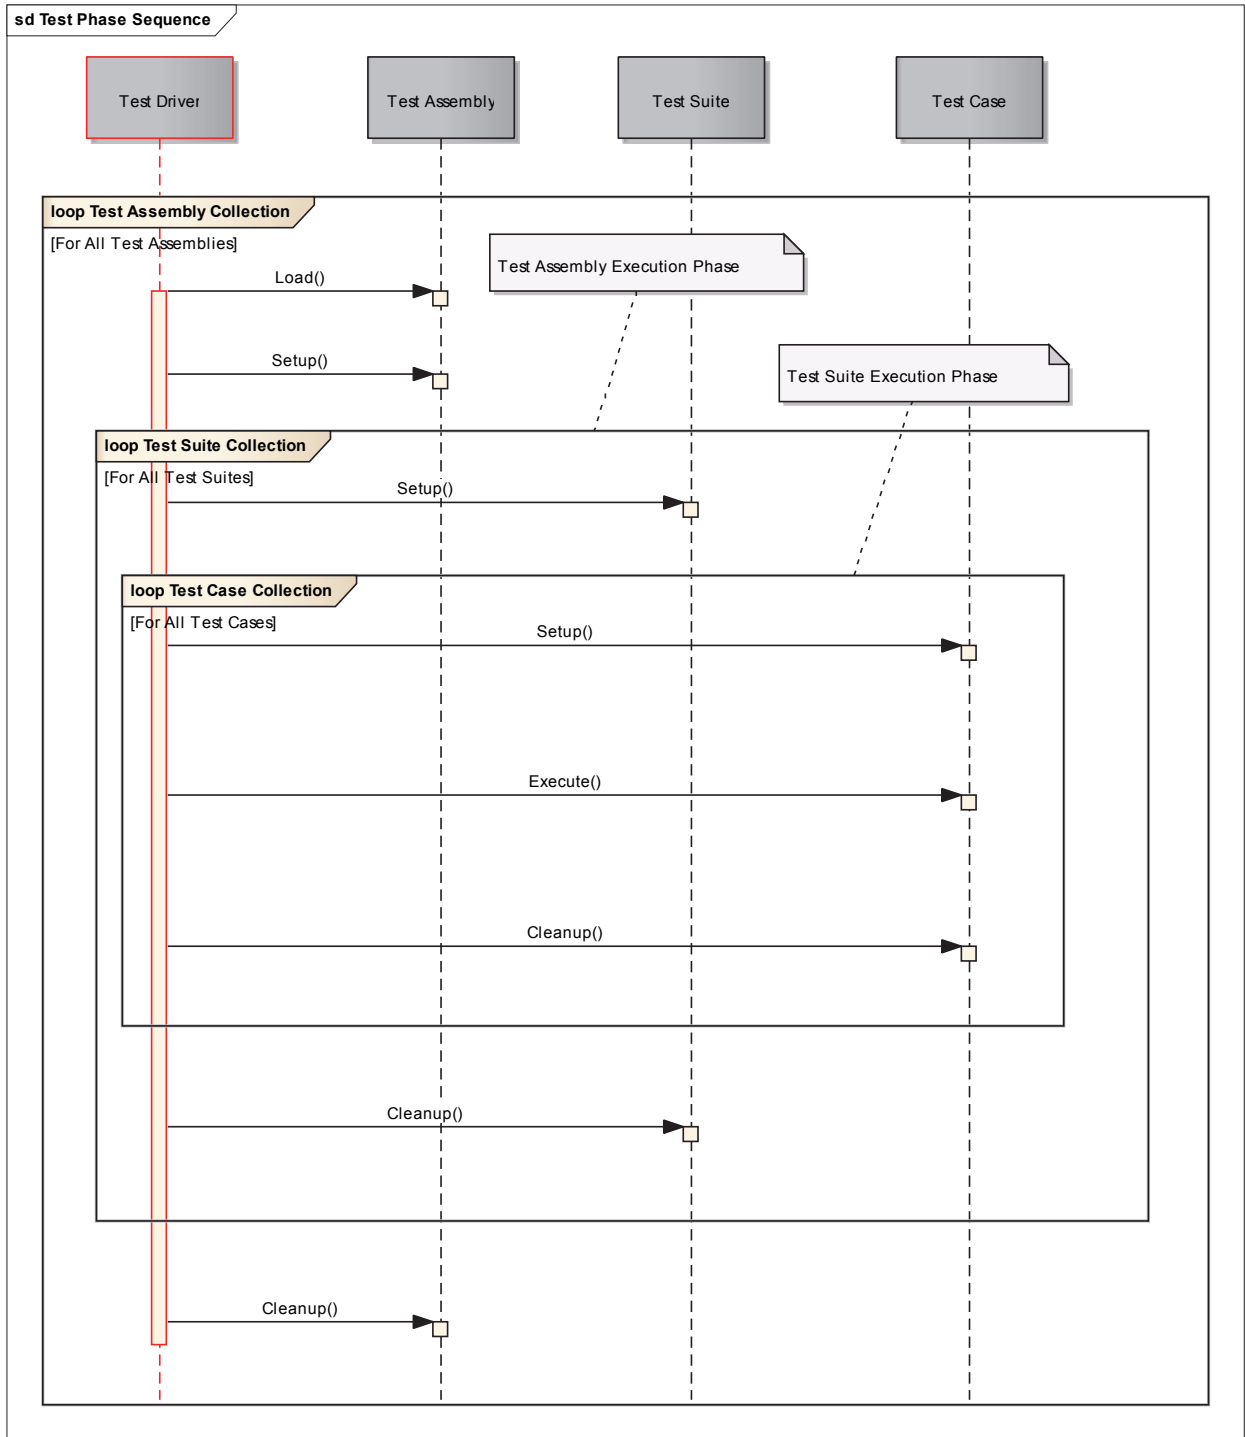 sd Test Phase Sequence
Test Driver
Test Assembly
Test Suite
Test Case
loop Test Assembly Collection
[For All Test Assemblies]
Test Assembly Execution Phase
Load()
Setup()
Test Suite Execution Phase
loop Test Suite Collection
[For All Test Suites]
Setup()
loop Test Case Collection
[For All Test Cases]
Setup()
Execute()
Cleanup()
Cleanup()
Cleanup()